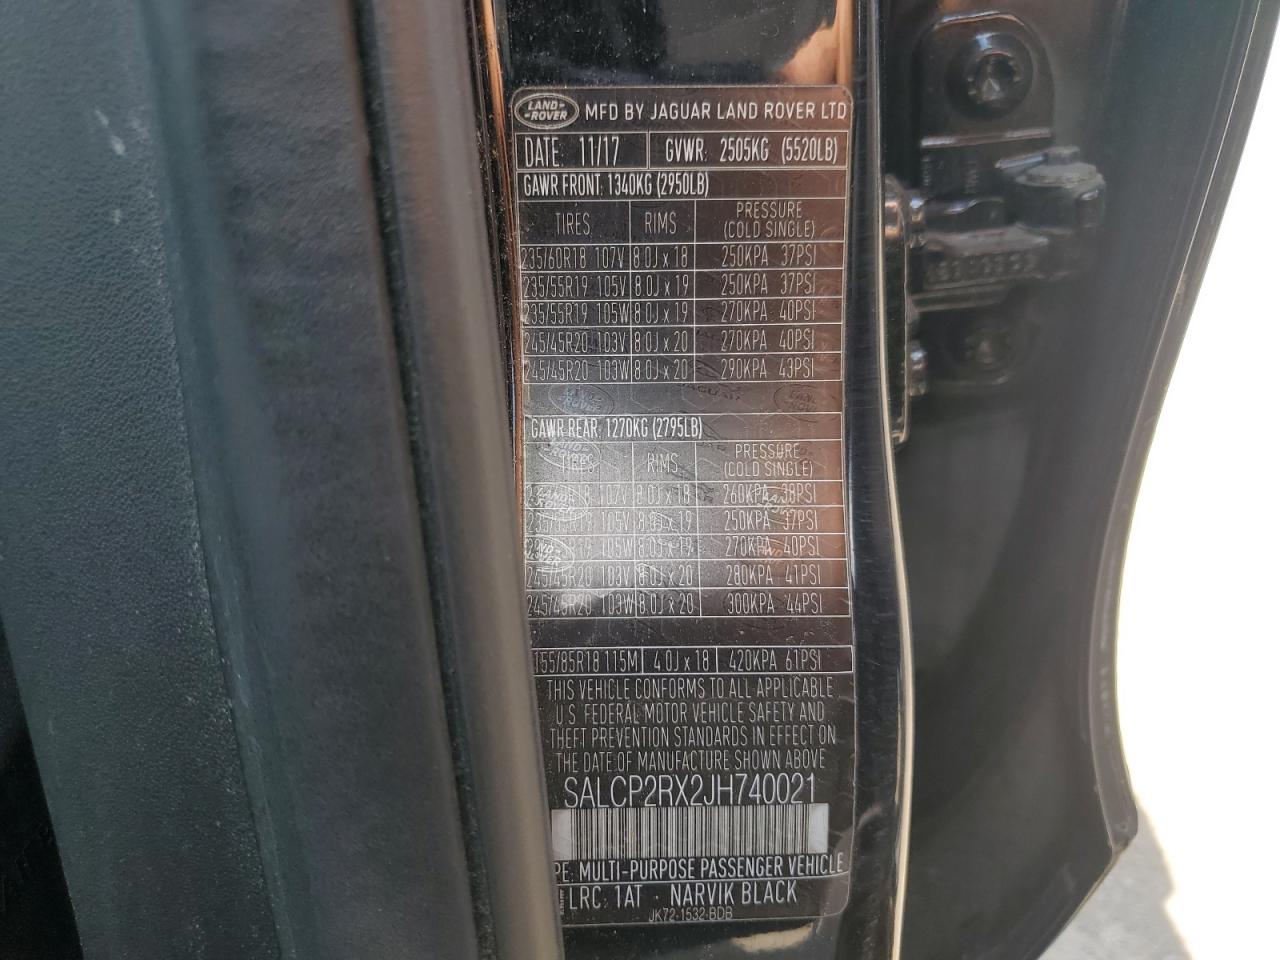 LAND-ROVER MFD BY JAGUAR LAND ROVER LTD
DATE: 11/17 GVWR: 2505KG (5520LB)
GAWR FRONT: 1340KG (2950LB)
TIRES RIMS PRESSURE (COLD SINGLE)
235/60R18 107V 8.0J x 18 250KPA 37PSI
235/55R19 105V 8.0J x 19 250KPA 37PSI
235/55R19 105W 8.0J x 19 270KPA 40PSI
245/45R20 103V 8.0J x 20 270KPA 40PSI
245/45R20 103W 8.0J x 20 290KPA 43PSI
GAWR REAR: 1270KG (2795LB)
TIRES RIMS PRESSURE (COLD SINGLE)
107V 8.0J x 18 260KPA 38PSI
105V 8.0J x 19 250KPA 37PSI
105W 8.0J x 19 270KPA 40PSI
245/45R20 103V 8.0J x 20 280KPA 41PSI
245/45R20 103W 8.0J x 20 300KPA 44PSI
155/85R18 115M 4.0J x 18 420KPA 61PSI
THIS VEHICLE CONFORMS TO ALL APPLICABLE
U.S. FEDERAL MOTOR VEHICLE SAFETY AND
THEFT PREVENTION STANDARDS IN EFFECT ON
THE DATE OF MANUFACTURE SHOWN ABOVE
SALCP2RX2JH740021
PE: MULTI-PURPOSE PASSENGER VEHICLE
LRC: 1AT NARVIK BLACK
JK72-1532-BDB